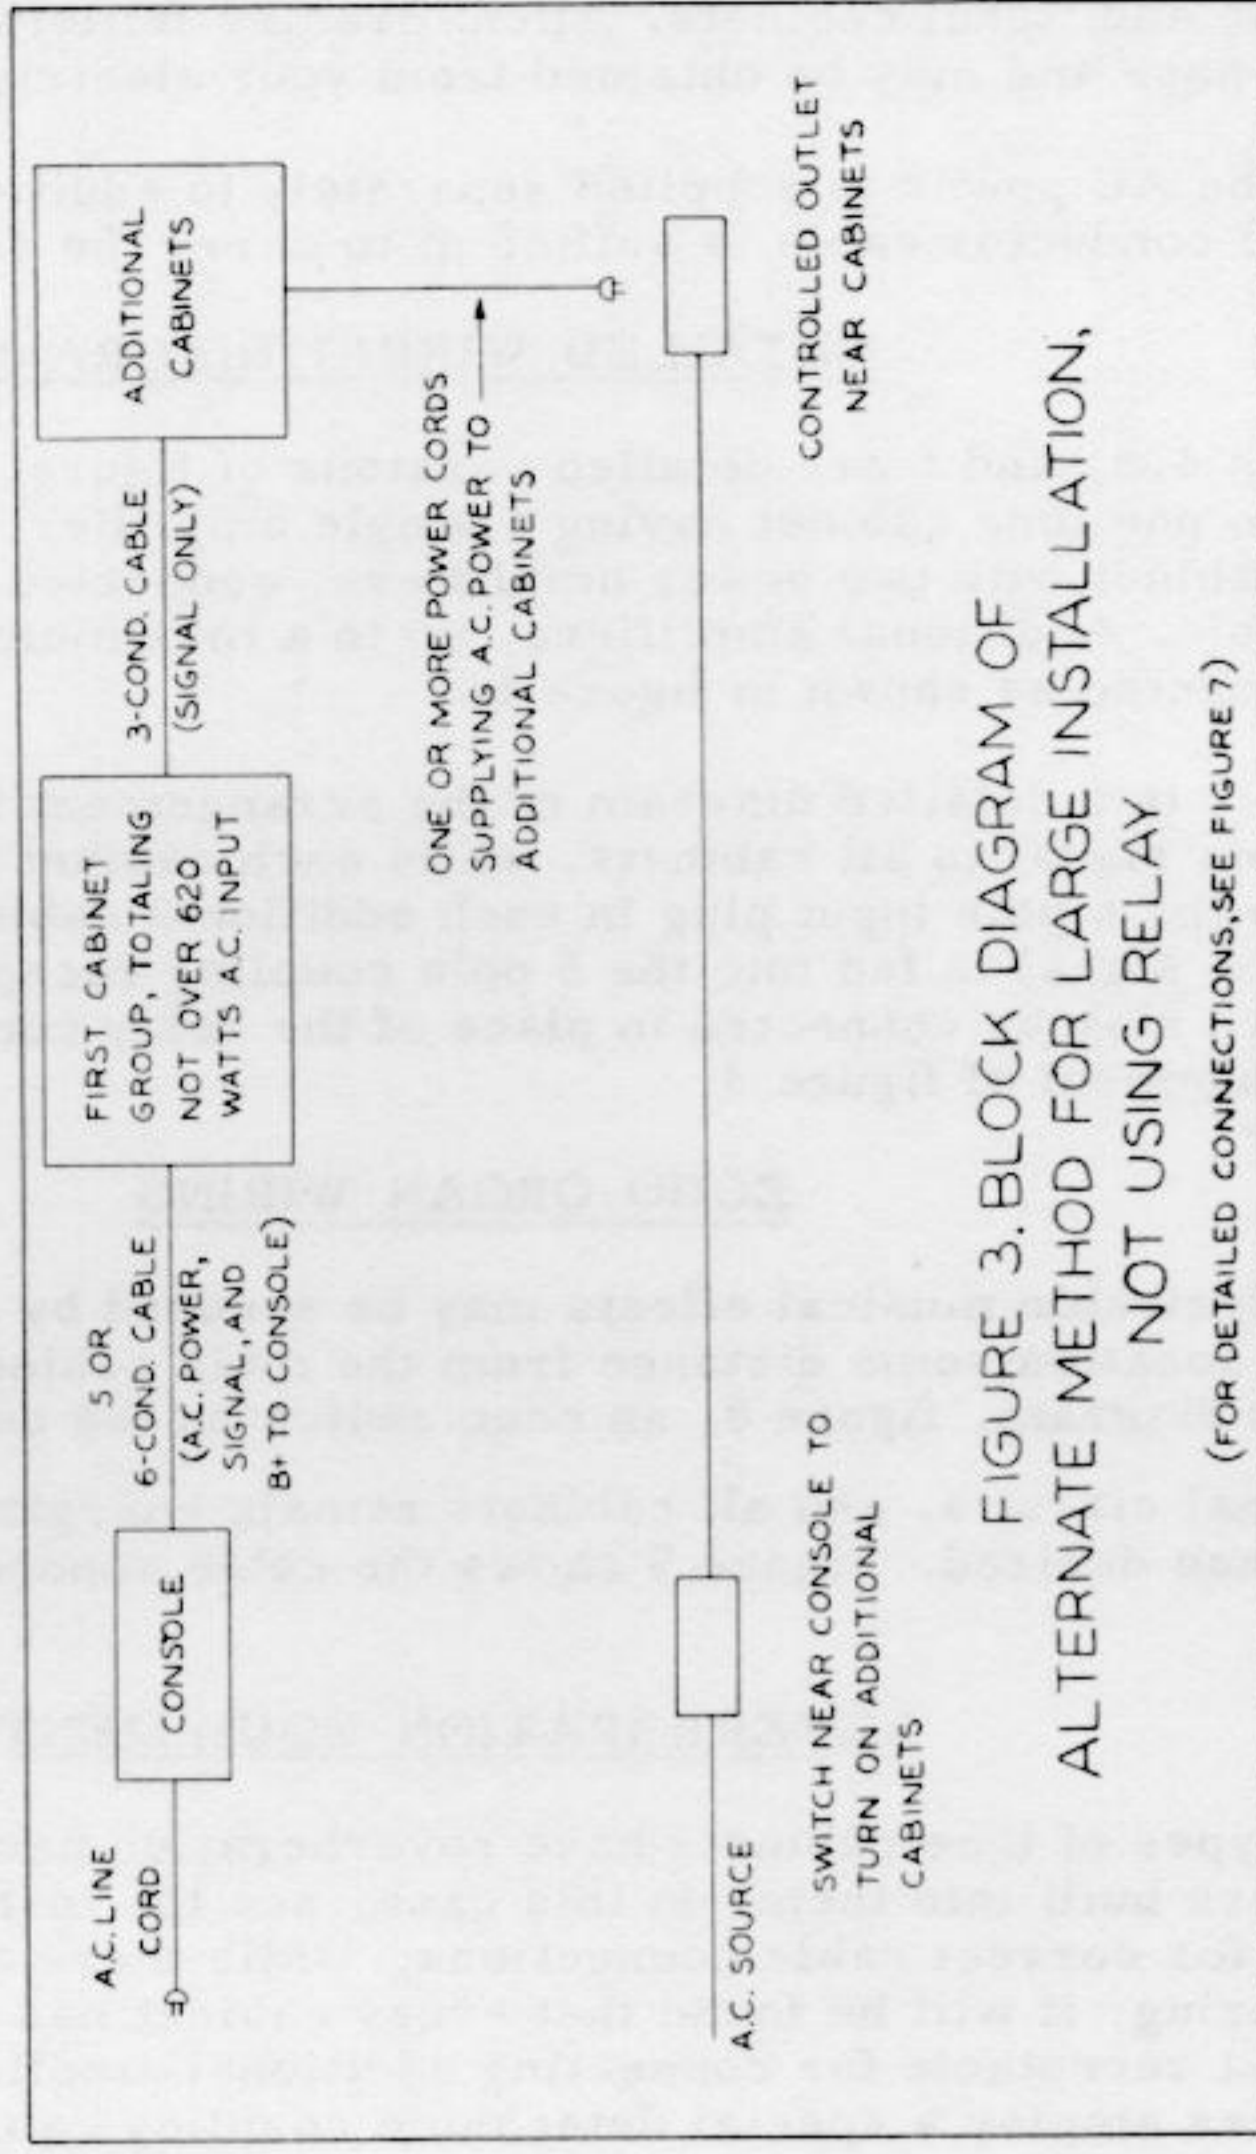 A.C. LINE
CORD
CONSOLE
5 OR
6-COND. CABLE
(A.C. POWER,
SIGNAL, AND
B+ TO CONSOLE)
FIRST CABINET
GROUP, TOTALING
NOT OVER 620
WATTS A.C. INPUT
3-COND. CABLE
(SIGNAL ONLY)
ADDITIONAL
CABINETS
ONE OR MORE POWER CORDS
SUPPLYING A.C. POWER TO
ADDITIONAL CABINETS
A.C. SOURCE
SWITCH NEAR CONSOLE TO
TURN ON ADDITIONAL
CABINETS
CONTROLLED OUTLET
NEAR CABINETS
FIGURE 3. BLOCK DIAGRAM OF
ALTERNATE METHOD FOR LARGE INSTALLATION,
NOT USING RELAY
(FOR DETAILED CONNECTIONS, SEE FIGURE 7)